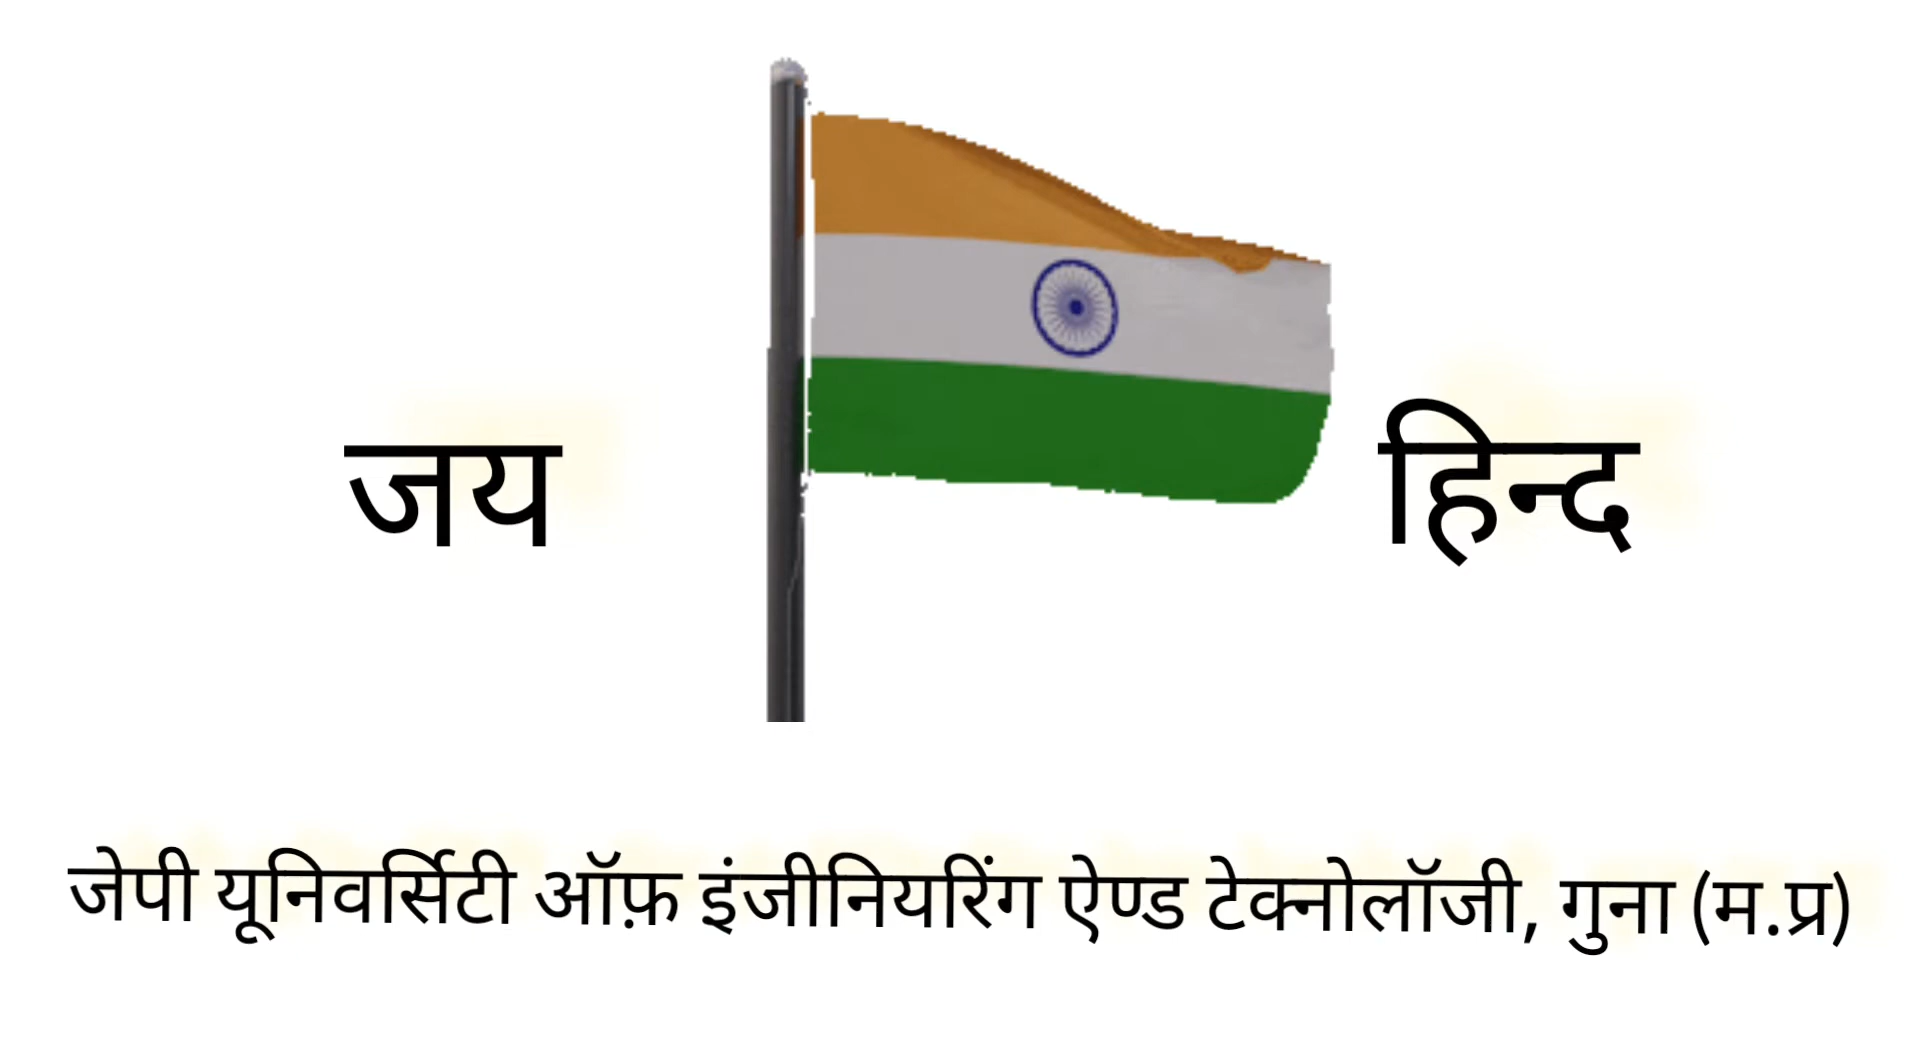 जय हिन्द
जेपी यूनिवर्सिटी ऑफ़ इंजीनियरिंग ऐण्ड टेक्नोलॉजी, गुना (म.प्र)